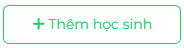 + Thêm học sinh